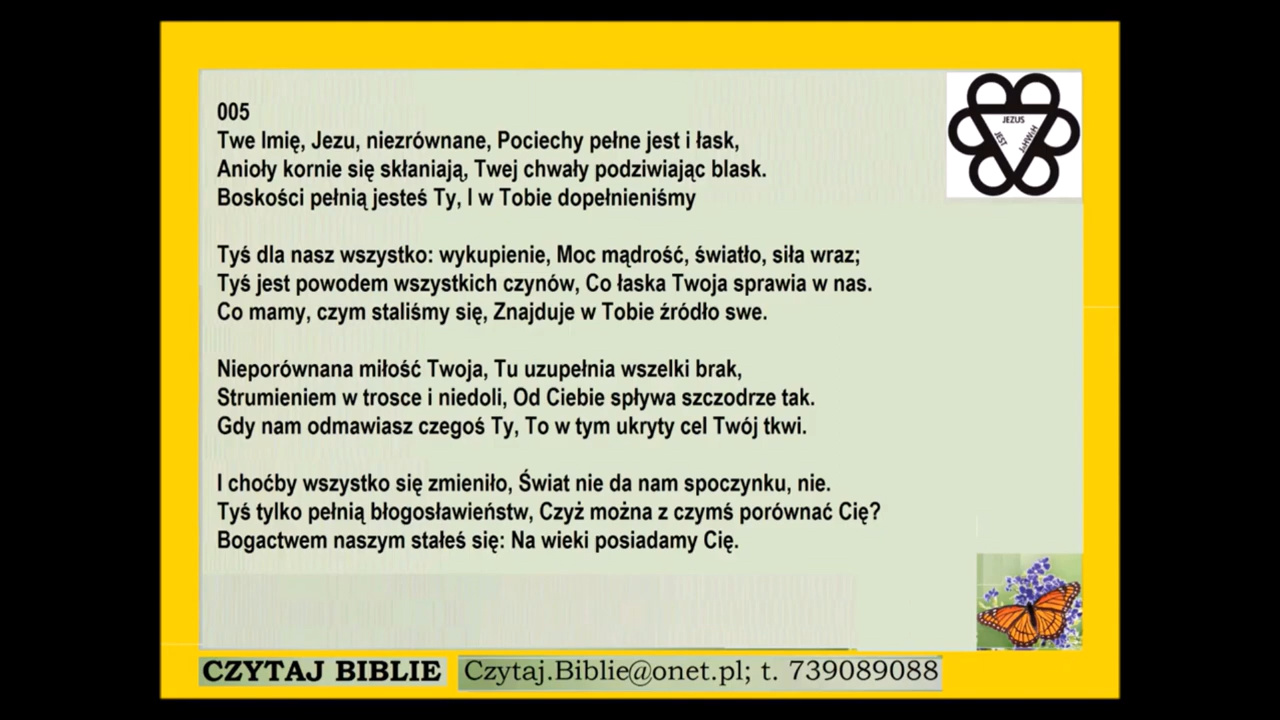 005
Twe Imię, Jezu, niezrównane, Pociechy pełne jest i łask,
Anioły kornie się skłaniają, Twej chwały podziwiając blask.
Boskości pełnią jesteś Ty, I w Tobie dopełnieniśmy
Tyś dla nasz wszystko: wykupienie, Moc mądrość, światło, siła wraz;
Tyś jest powodem wszystkich czynów, Co łaska Twoja sprawia w nas.
Co mamy, czym staliśmy się, Znajduje w Tobie źródło swe.
Nieporównana miłość Twoja, Tu uzupełnia wszelki brak,
Strumieniem w trosce i niedoli, Od Ciebie spływa szczodrze tak.
Gdy nam odmawiasz czegoś Ty, To w tym ukryty cel Twój tkwi.
I choćby wszystko się zmieniło, Świat nie da nam spoczynku, nie.
Tyś tylko pełnią błogosławieństw, Czyż można z czymś porównać Cię?
Bogactwem naszym stałeś się: Na wieki posiadamy Cię.
JEZUS
JEST
JaHWeH
CZYTAJ BIBLIE
Czytaj.Biblie@onet.pl; t. 739089088